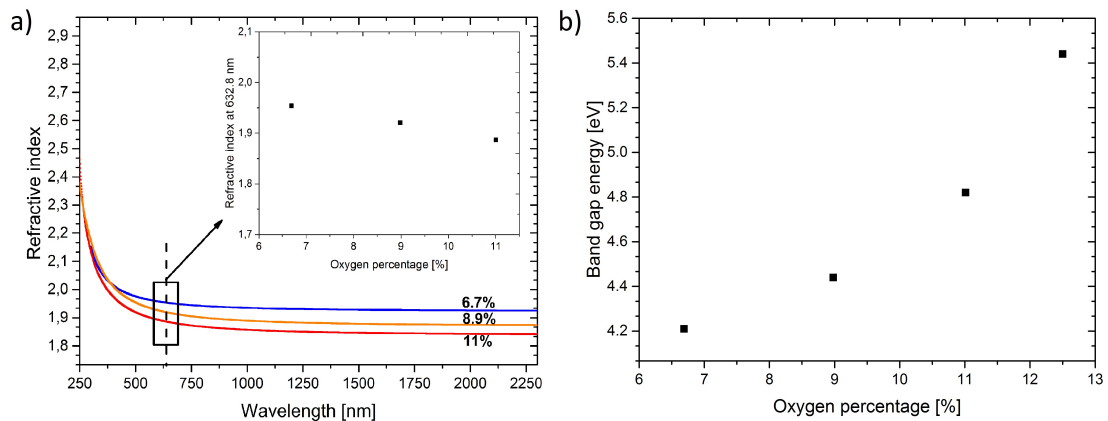 a)
2,9
2,8
2,7
2,6
2,5
2,4
2,3
2,2
2,1
2,0
1,9
1,8
Refractive index
250 500 750 1000 1250 1500 1750 2000 2250
Wavelength [nm]
6.7%
8.9%
11%
2,1
2,0
1,9
1,8
1,7
Refractive index at 632.8 nm
6 7 8 9 10 11
Oxygen percentage [%]
b)
5.6
5.4
5.2
5.0
4.8
4.6
4.4
4.2
Band gap energy [eV]
6 7 8 9 10 11 12 13
Oxygen percentage [%]